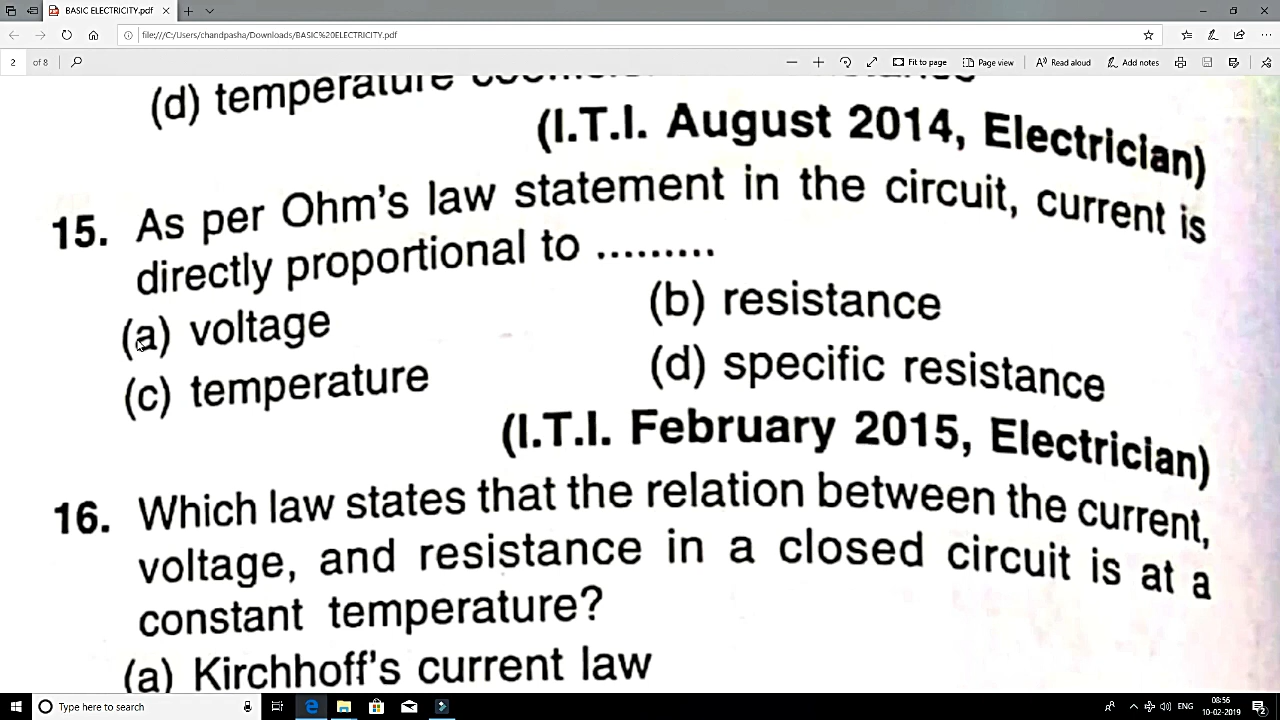 BASIC ELECTRICITY.pdf
file:///C:/Users/chandpasha/Downloads/BASIC%20ELECTRICITY.pdf
2 of 8 Fit to page Page view Read aloud Add notes
(d) temperature
(I.T.I. August 2014, Electrician)
15. As per Ohm's law statement in the circuit, current is
directly proportional to .........
(a) voltage (b) resistance
(c) temperature (d) specific resistance
(I.T.I. February 2015, Electrician)
16. Which law states that the relation between the current,
voltage, and resistance in a closed circuit is at a
constant temperature?
(a) Kirchhoff's current law
Type here to search
ENG
08:56
10-02-2019